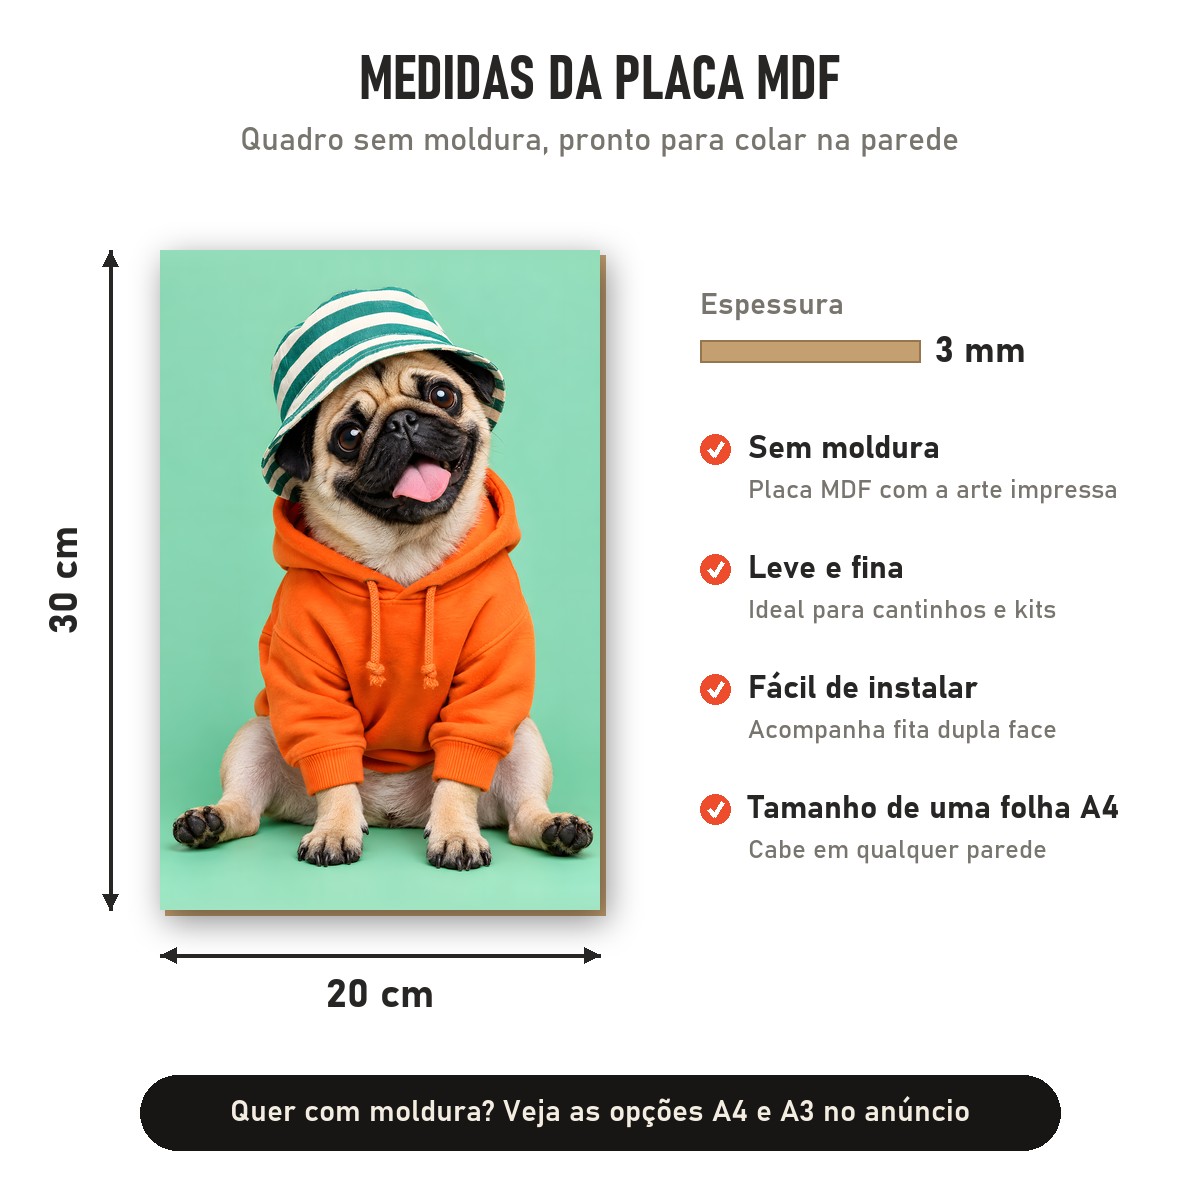 MEDIDAS DA PLACA MDF
Quadro sem moldura, pronto para colar na parede
30 cm
20 cm
Espessura
3 mm
Sem moldura
Placa MDF com a arte impressa
Leve e fina
Ideal para cantinhos e kits
Fácil de instalar
Acompanha fita dupla face
Tamanho de uma folha A4
Cabe em qualquer parede
Quer com moldura? Veja as opções A4 e A3 no anúncio